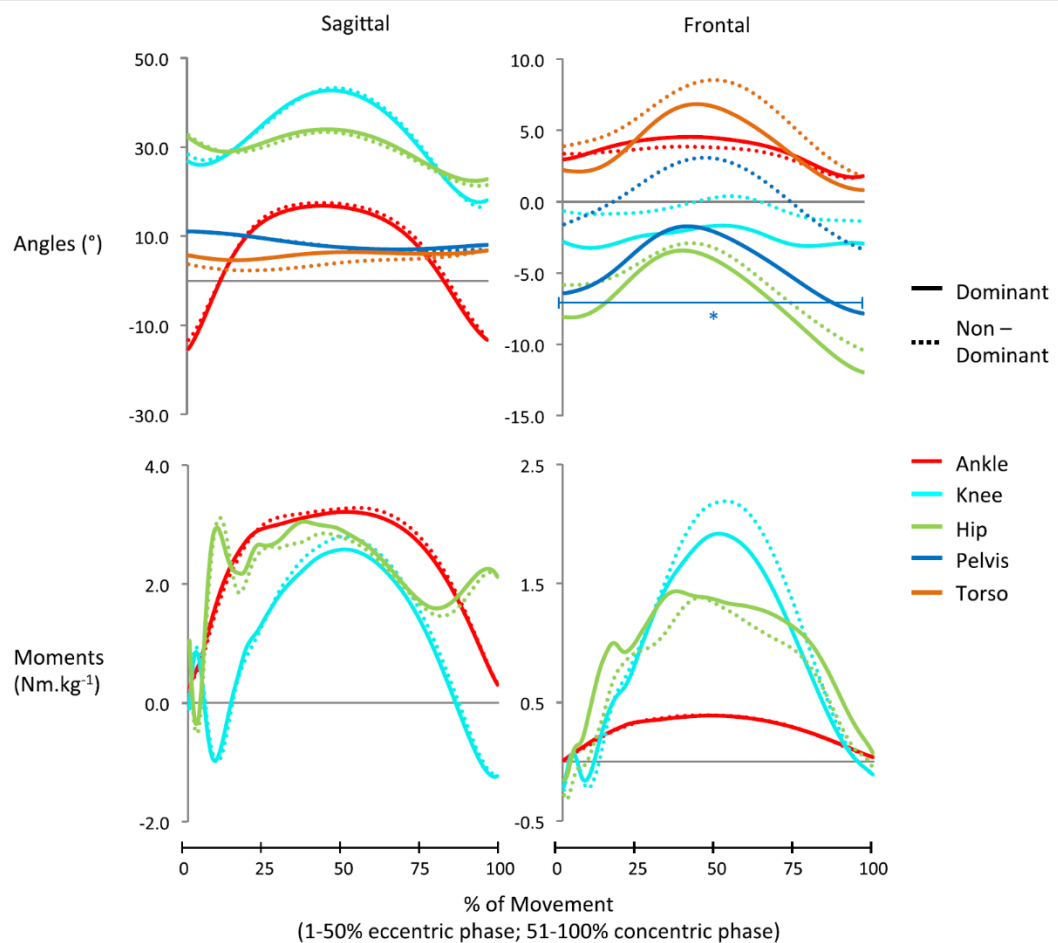 Sagittal
Frontal
50.0
30.0
10.0
-10.0
-30.0
Angles (°)
10.0
5.0
0.0
-5.0
-10.0
-15.0
*
Dominant
Non –
Dominant
4.0
2.0
0.0
-2.0
Moments
(Nm.kg⁻¹)
2.5
1.5
0.5
-0.5
Ankle
Knee
Hip
Pelvis
Torso
0 25 50 75 100
0 25 50 75 100
% of Movement
(1-50% eccentric phase; 51-100% concentric phase)